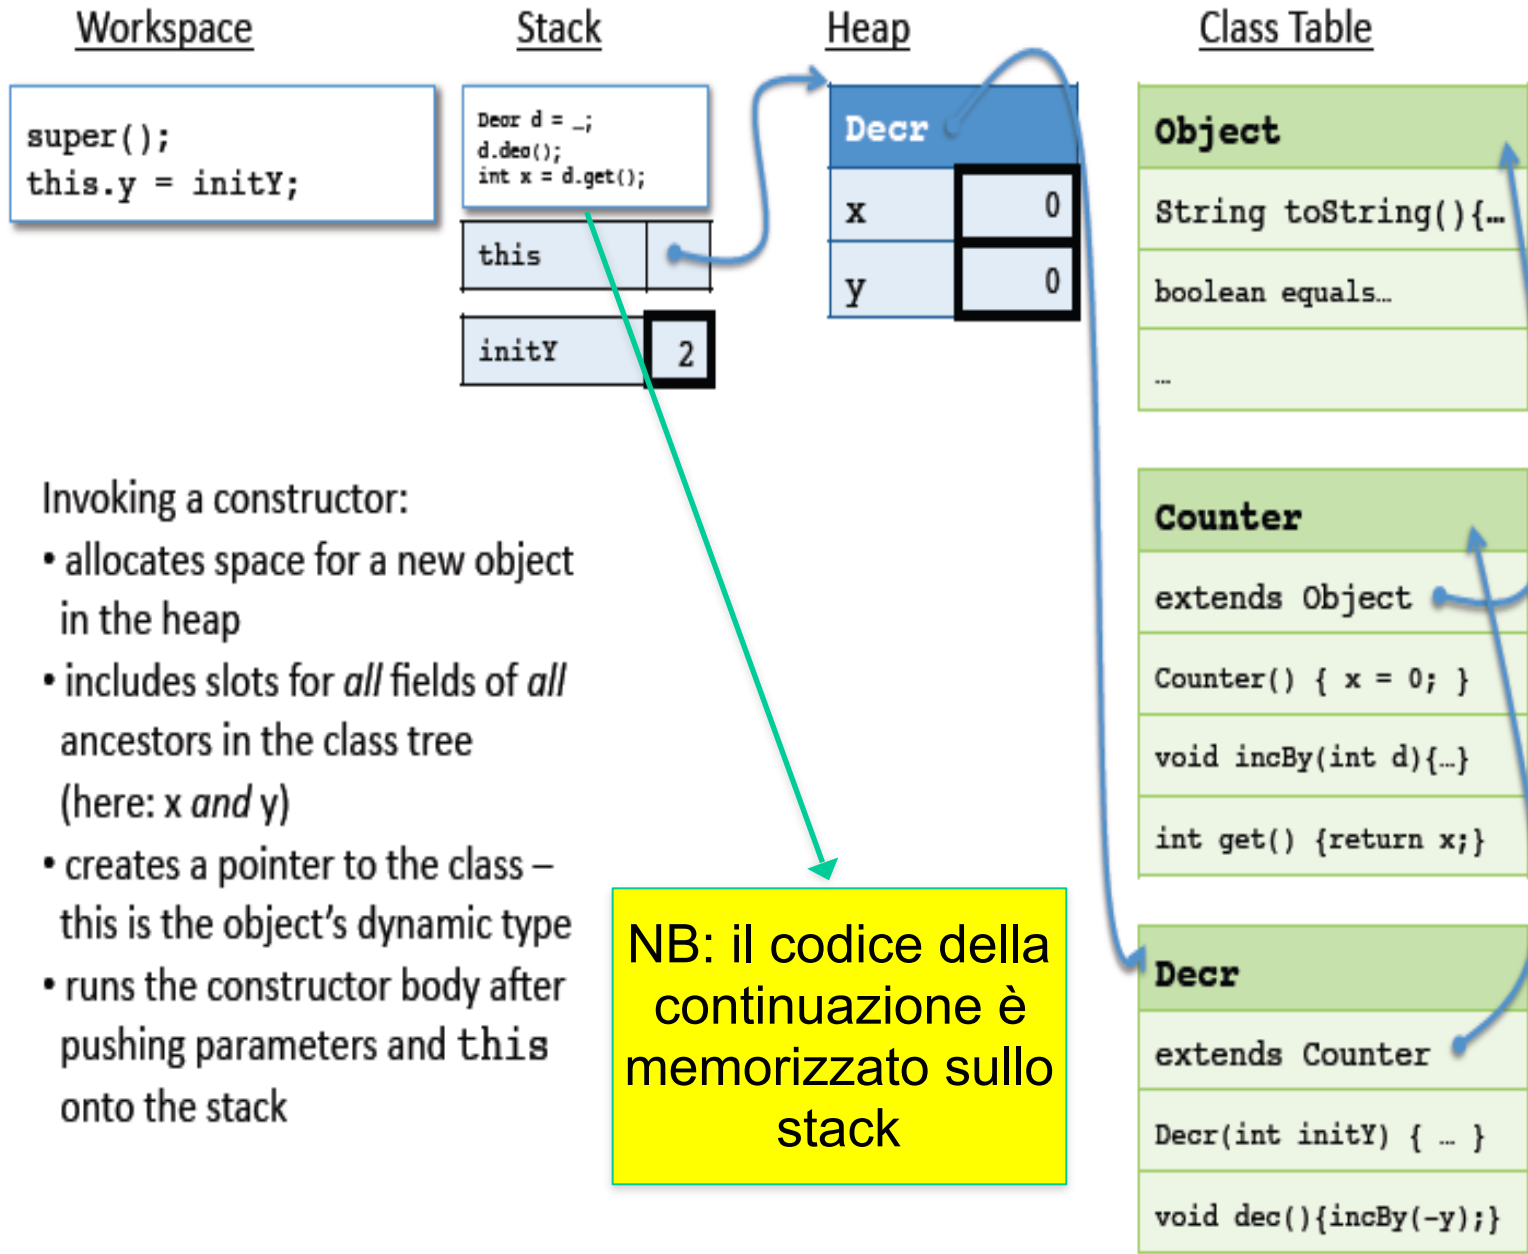 Workspace
Stack
Heap
Class Table
super();
this.y = initY;
Decr d = _;
d.dec();
int x = d.get();
this
initY
2
Decr
x
0
y
0
Object
String toString(){…
boolean equals…
…
Counter
extends Object
Counter() { x = 0; }
void incBy(int d){…}
int get() {return x;}
Decr
extends Counter
Decr(int initY) { … }
void dec(){incBy(-y);}
Invoking a constructor:
• allocates space for a new object
in the heap
• includes slots for all fields of all
ancestors in the class tree
(here: x and y)
• creates a pointer to the class –
this is the object’s dynamic type
• runs the constructor body after
pushing parameters and this
onto the stack
NB: il codice della
continuazione è
memorizzato sullo
stack